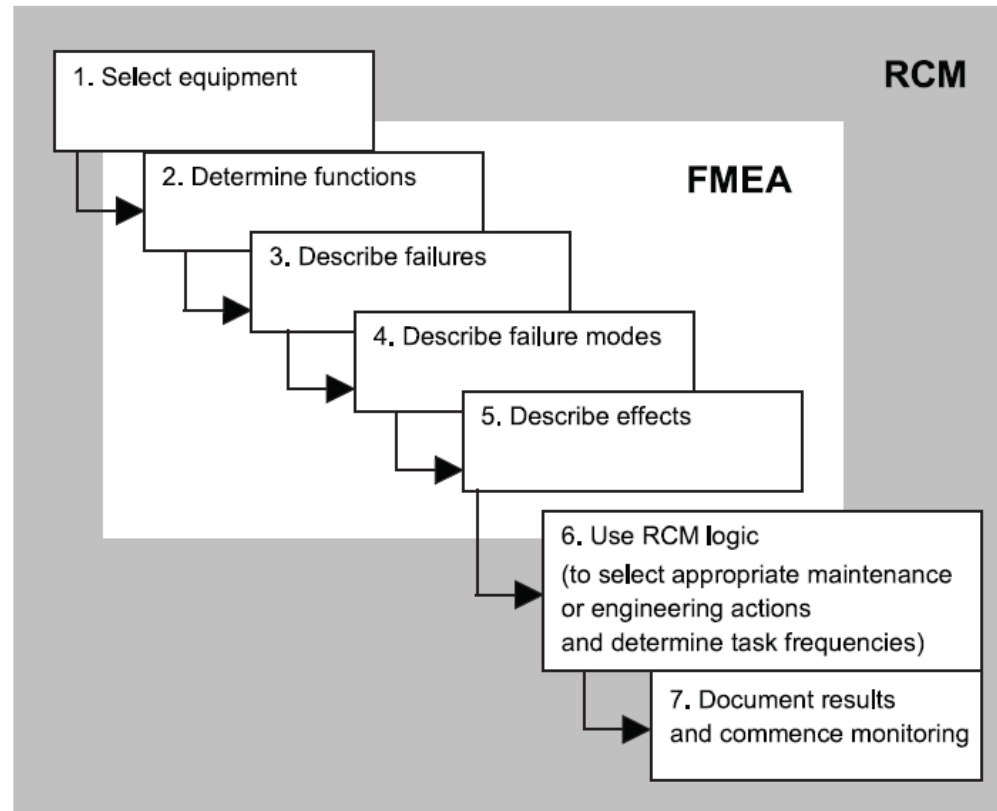 RCM
1. Select equipment
FMEA
2. Determine functions
3. Describe failures
4. Describe failure modes
5. Describe effects
6. Use RCM logic
(to select appropriate maintenance
or engineering actions
and determine task frequencies)
7. Document results
and commence monitoring